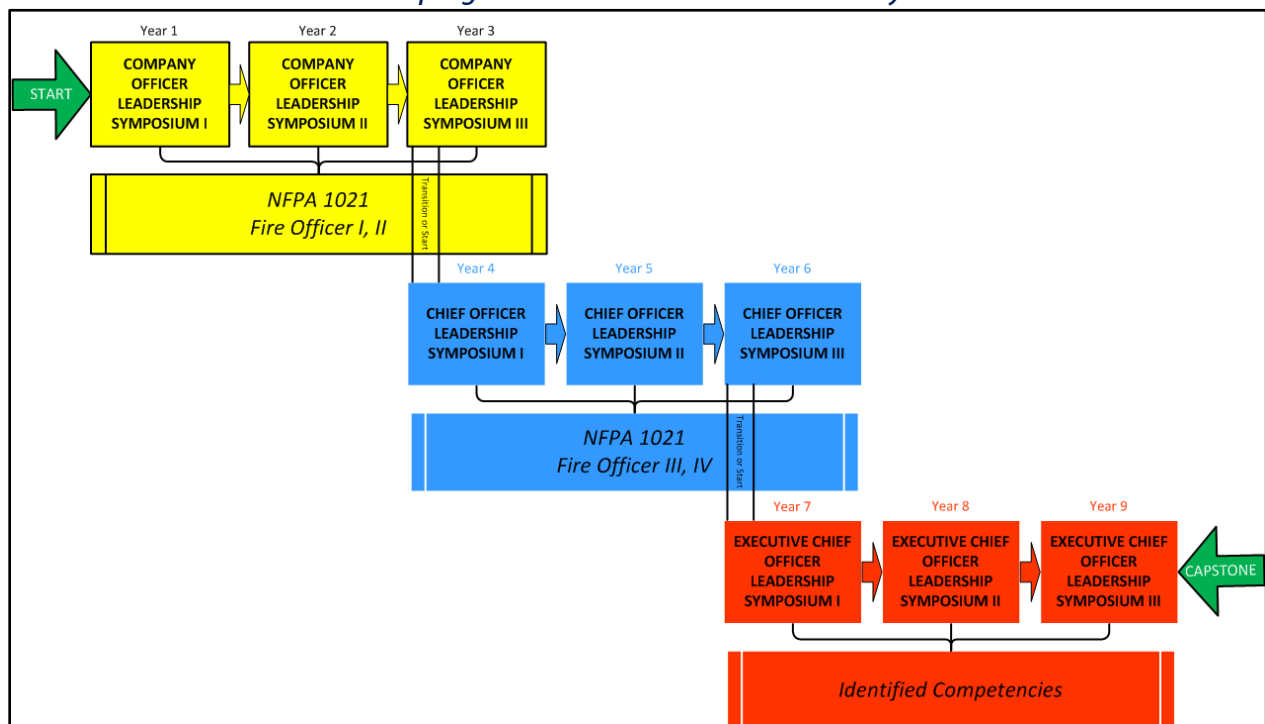 Year 1
Year 2
Year 3
START
COMPANY
OFFICER
LEADERSHIP
SYMPOSIUM I
COMPANY
OFFICER
LEADERSHIP
SYMPOSIUM II
COMPANY
OFFICER
LEADERSHIP
SYMPOSIUM III
NFPA 1021
Fire Officer I, II
Transition or Start
Year 4
Year 5
Year 6
CHIEF OFFICER
LEADERSHIP
SYMPOSIUM I
CHIEF OFFICER
LEADERSHIP
SYMPOSIUM II
CHIEF OFFICER
LEADERSHIP
SYMPOSIUM III
NFPA 1021
Fire Officer III, IV
Transition or Start
Year 7
Year 8
Year 9
EXECUTIVE CHIEF
OFFICER
LEADERSHIP
SYMPOSIUM I
EXECUTIVE CHIEF
OFFICER
LEADERSHIP
SYMPOSIUM II
EXECUTIVE CHIEF
OFFICER
LEADERSHIP
SYMPOSIUM III
CAPSTONE
Identified Competencies